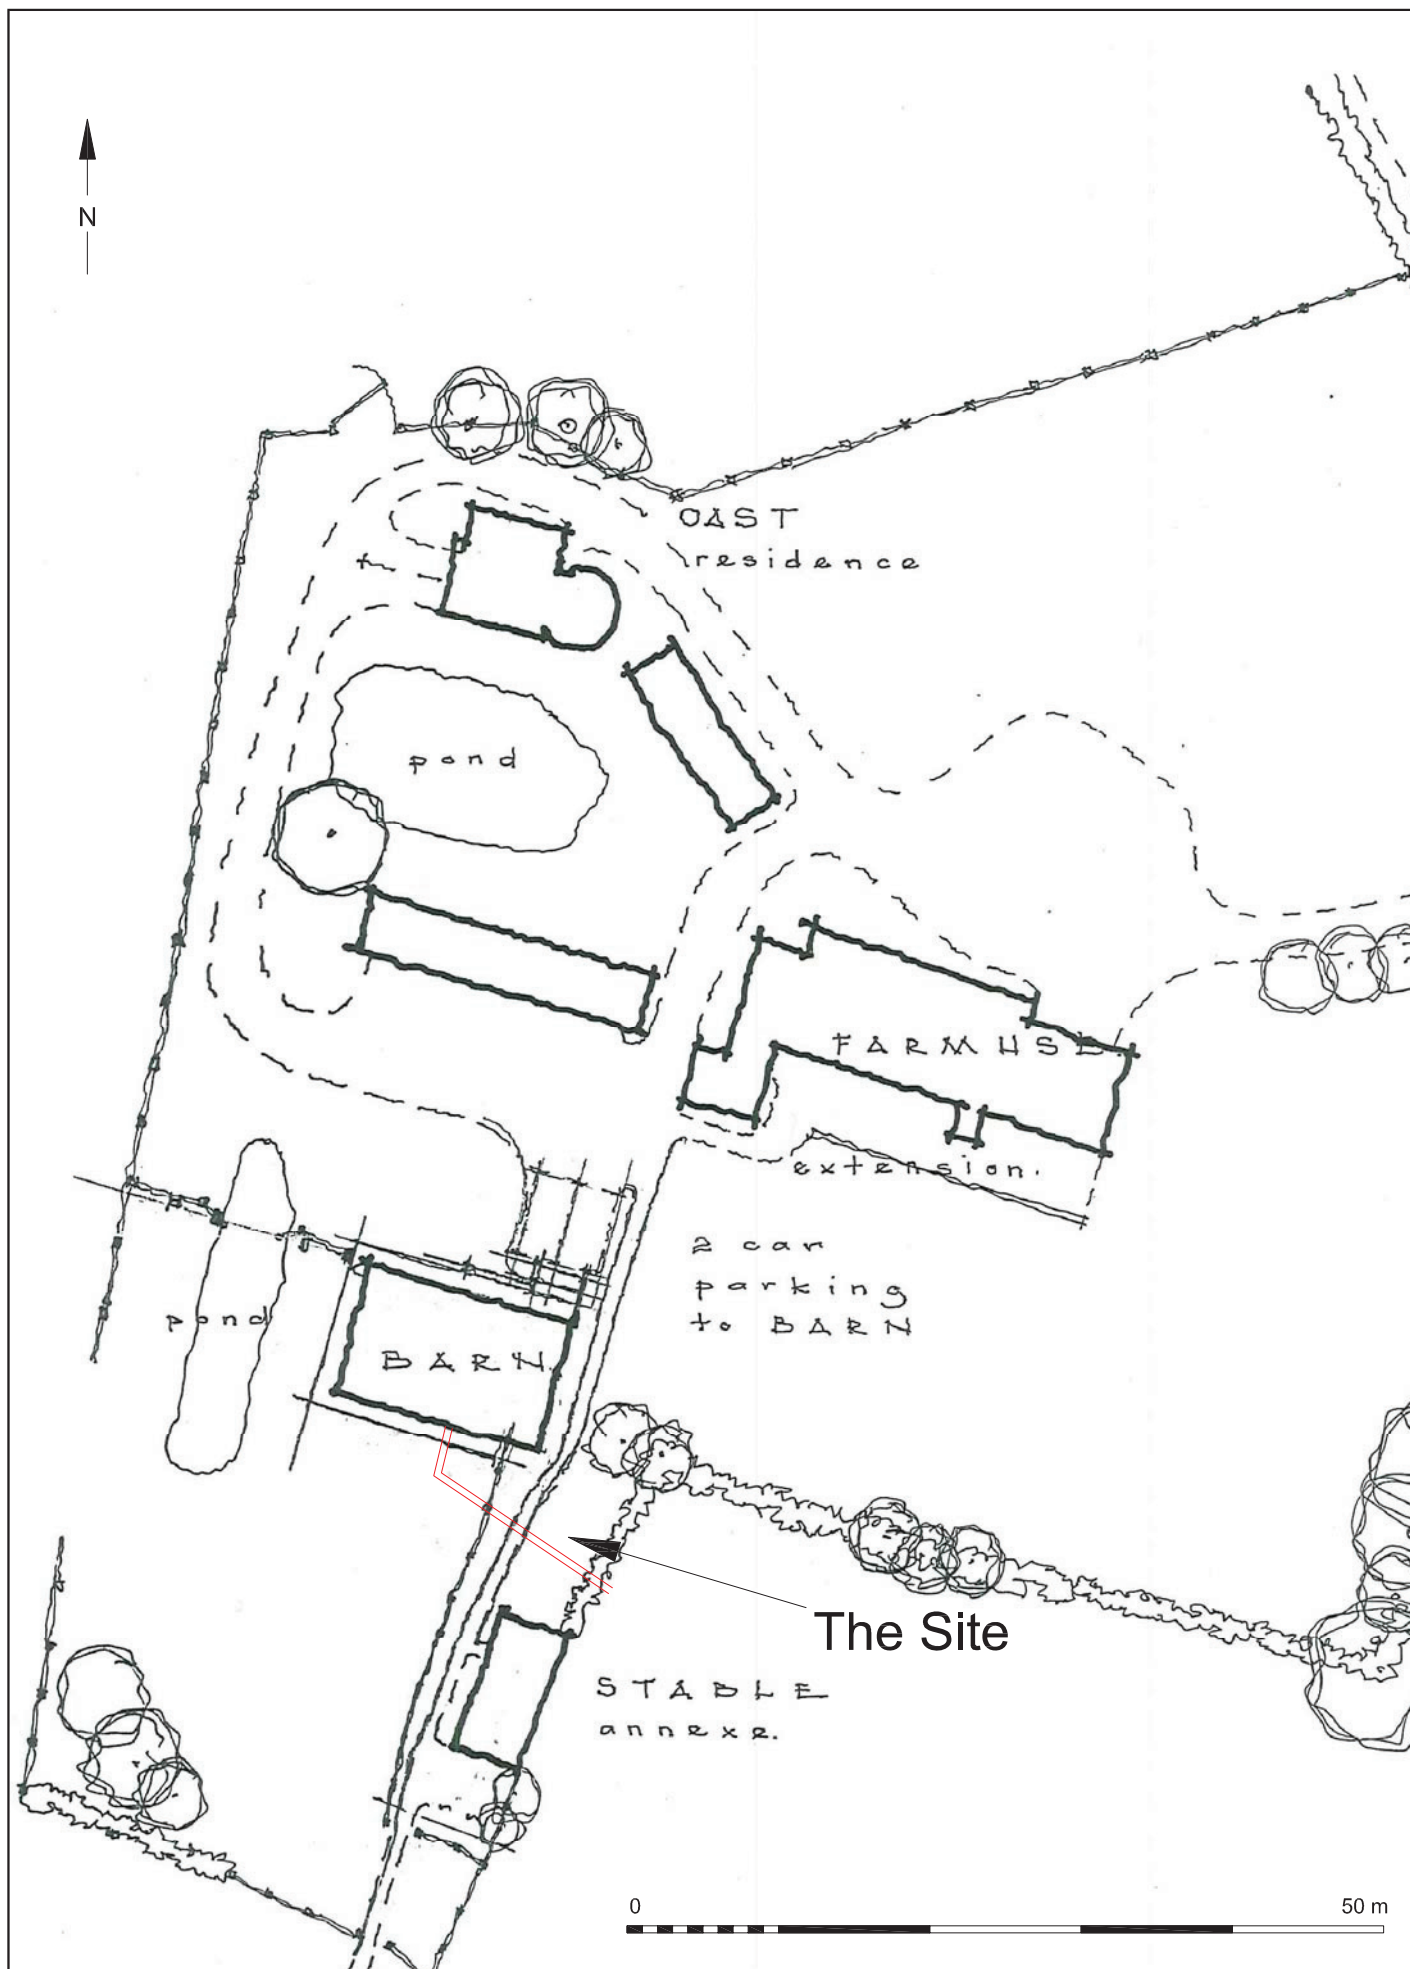 N
OAST
residence
pond
FARMHSE
extension.
2 car
parking
to BARN
pond
BARN.
The Site
STABLE
annexe.
0 50 m